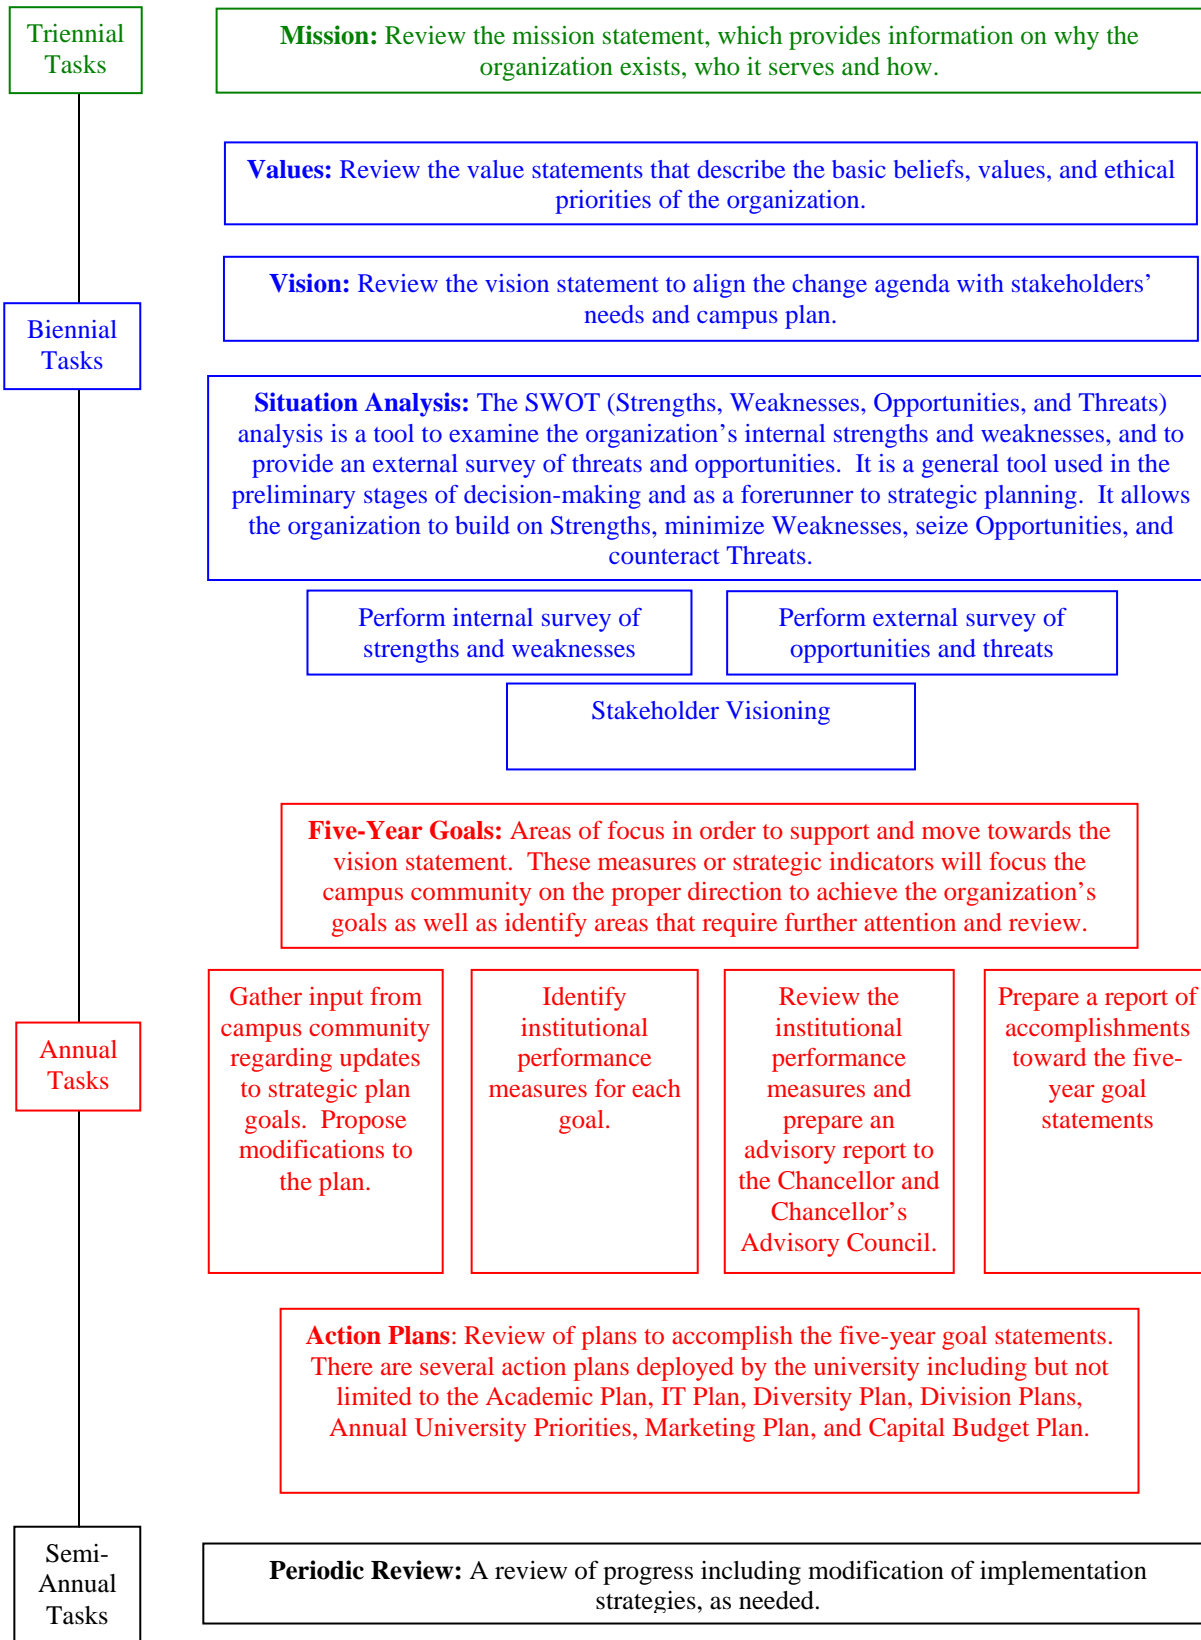 Triennial
Tasks
Mission: Review the mission statement, which provides information on why the
organization exists, who it serves and how.
Values: Review the value statements that describe the basic beliefs, values, and ethical
priorities of the organization.
Vision: Review the vision statement to align the change agenda with stakeholders’
needs and campus plan.
Biennial
Tasks
Situation Analysis: The SWOT (Strengths, Weaknesses, Opportunities, and Threats)
analysis is a tool to examine the organization’s internal strengths and weaknesses, and to
provide an external survey of threats and opportunities. It is a general tool used in the
preliminary stages of decision-making and as a forerunner to strategic planning. It allows
the organization to build on Strengths, minimize Weaknesses, seize Opportunities, and
counteract Threats.
Perform internal survey of
strengths and weaknesses
Perform external survey of
opportunities and threats
Stakeholder Visioning
Five-Year Goals: Areas of focus in order to support and move towards the
vision statement. These measures or strategic indicators will focus the
campus community on the proper direction to achieve the organization’s
goals as well as identify areas that require further attention and review.
Annual
Tasks
Gather input from
campus community
regarding updates
to strategic plan
goals. Propose
modifications to
the plan.
Identify
institutional
performance
measures for each
goal.
Review the
institutional
performance
measures and
prepare an
advisory report to
the Chancellor and
Chancellor’s
Advisory Council.
Prepare a report of
accomplishments
toward the five-
year goal
statements
Action Plans: Review of plans to accomplish the five-year goal statements.
There are several action plans deployed by the university including but not
limited to the Academic Plan, IT Plan, Diversity Plan, Division Plans,
Annual University Priorities, Marketing Plan, and Capital Budget Plan.
Semi-
Annual
Tasks
Periodic Review: A review of progress including modification of implementation
strategies, as needed.